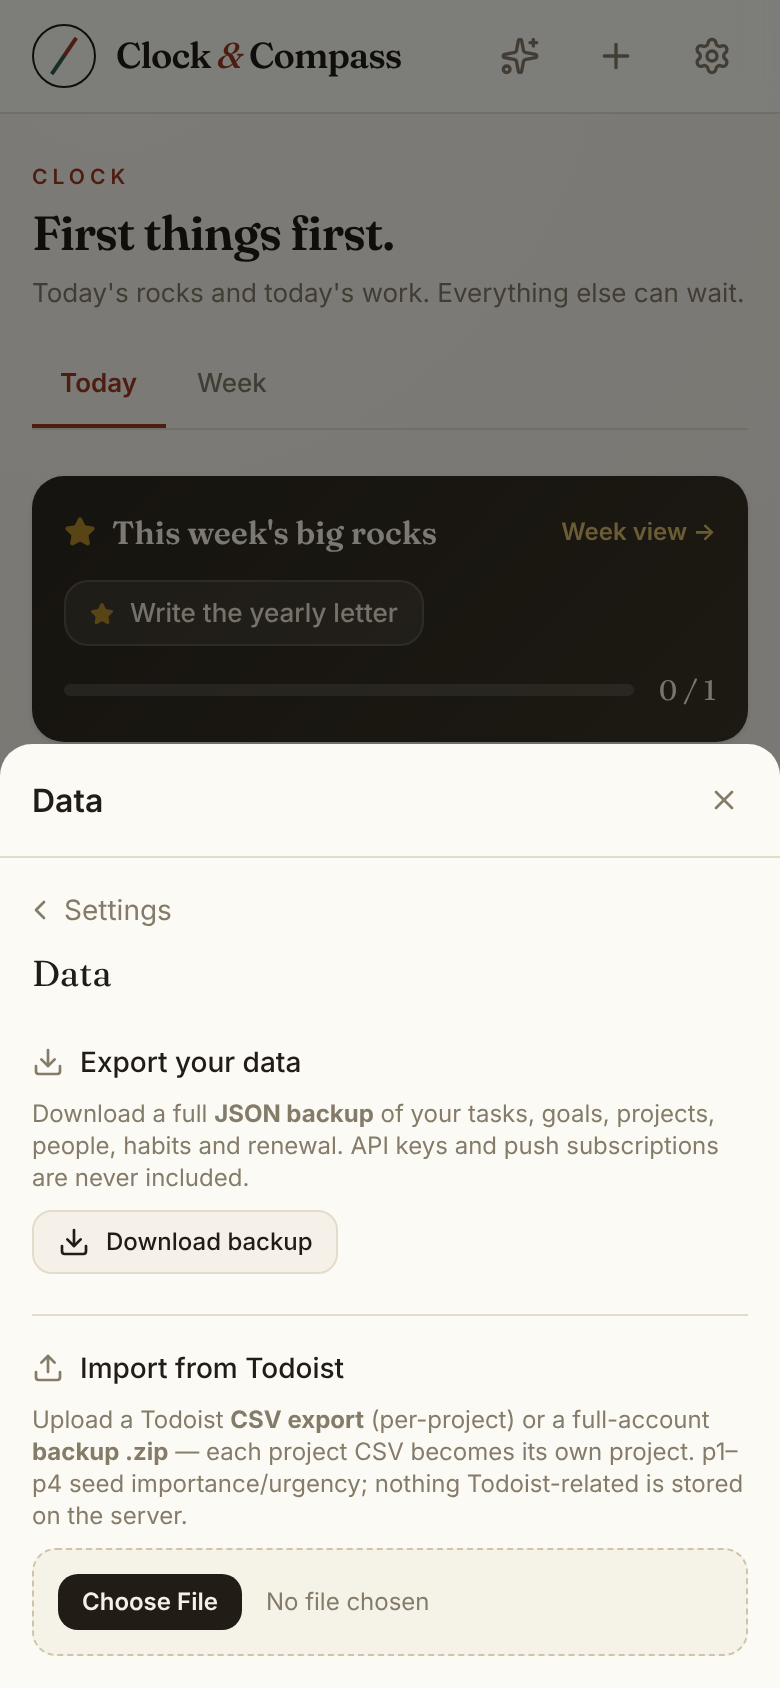 Clock & Compass
CLOCK
First things first.
Today's rocks and today's work. Everything else can wait.
Today
Week
This week's big rocks
Week view →
Write the yearly letter
0 / 1
Data
Settings
Data
Export your data
Download a full JSON backup of your tasks, goals, projects,
people, habits and renewal. API keys and push subscriptions
are never included.
Download backup
Import from Todoist
Upload a Todoist CSV export (per-project) or a full-account
backup .zip — each project CSV becomes its own project. p1–
p4 seed importance/urgency; nothing Todoist-related is stored
on the server.
Choose File
No file chosen